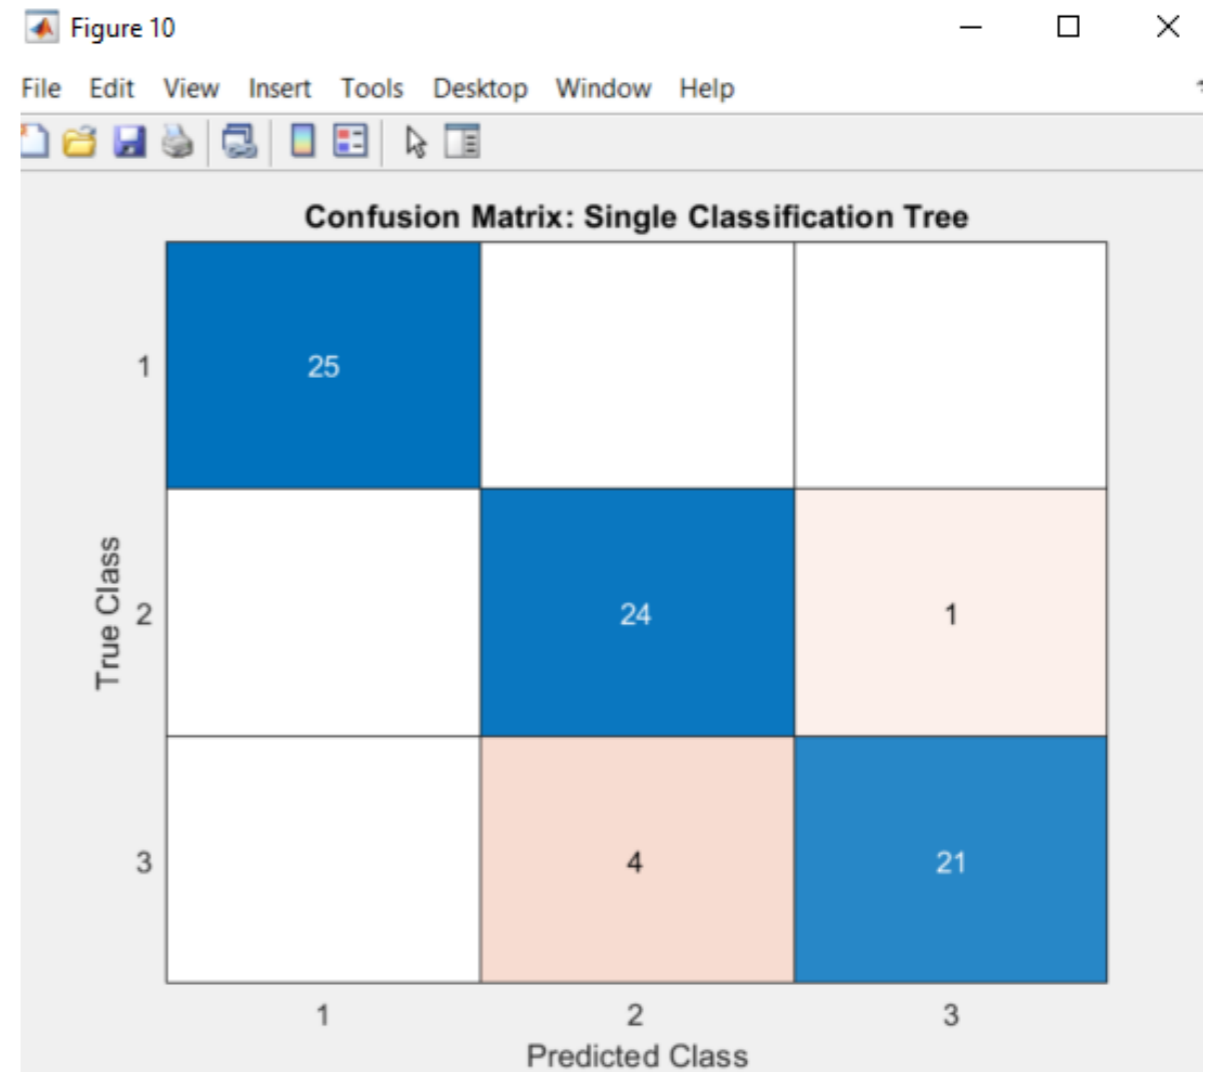 Figure 10
File Edit View Insert Tools Desktop Window Help
Confusion Matrix: Single Classification Tree
1
25
True Class
2
24
1
3
4
21
1
2
3
Predicted Class